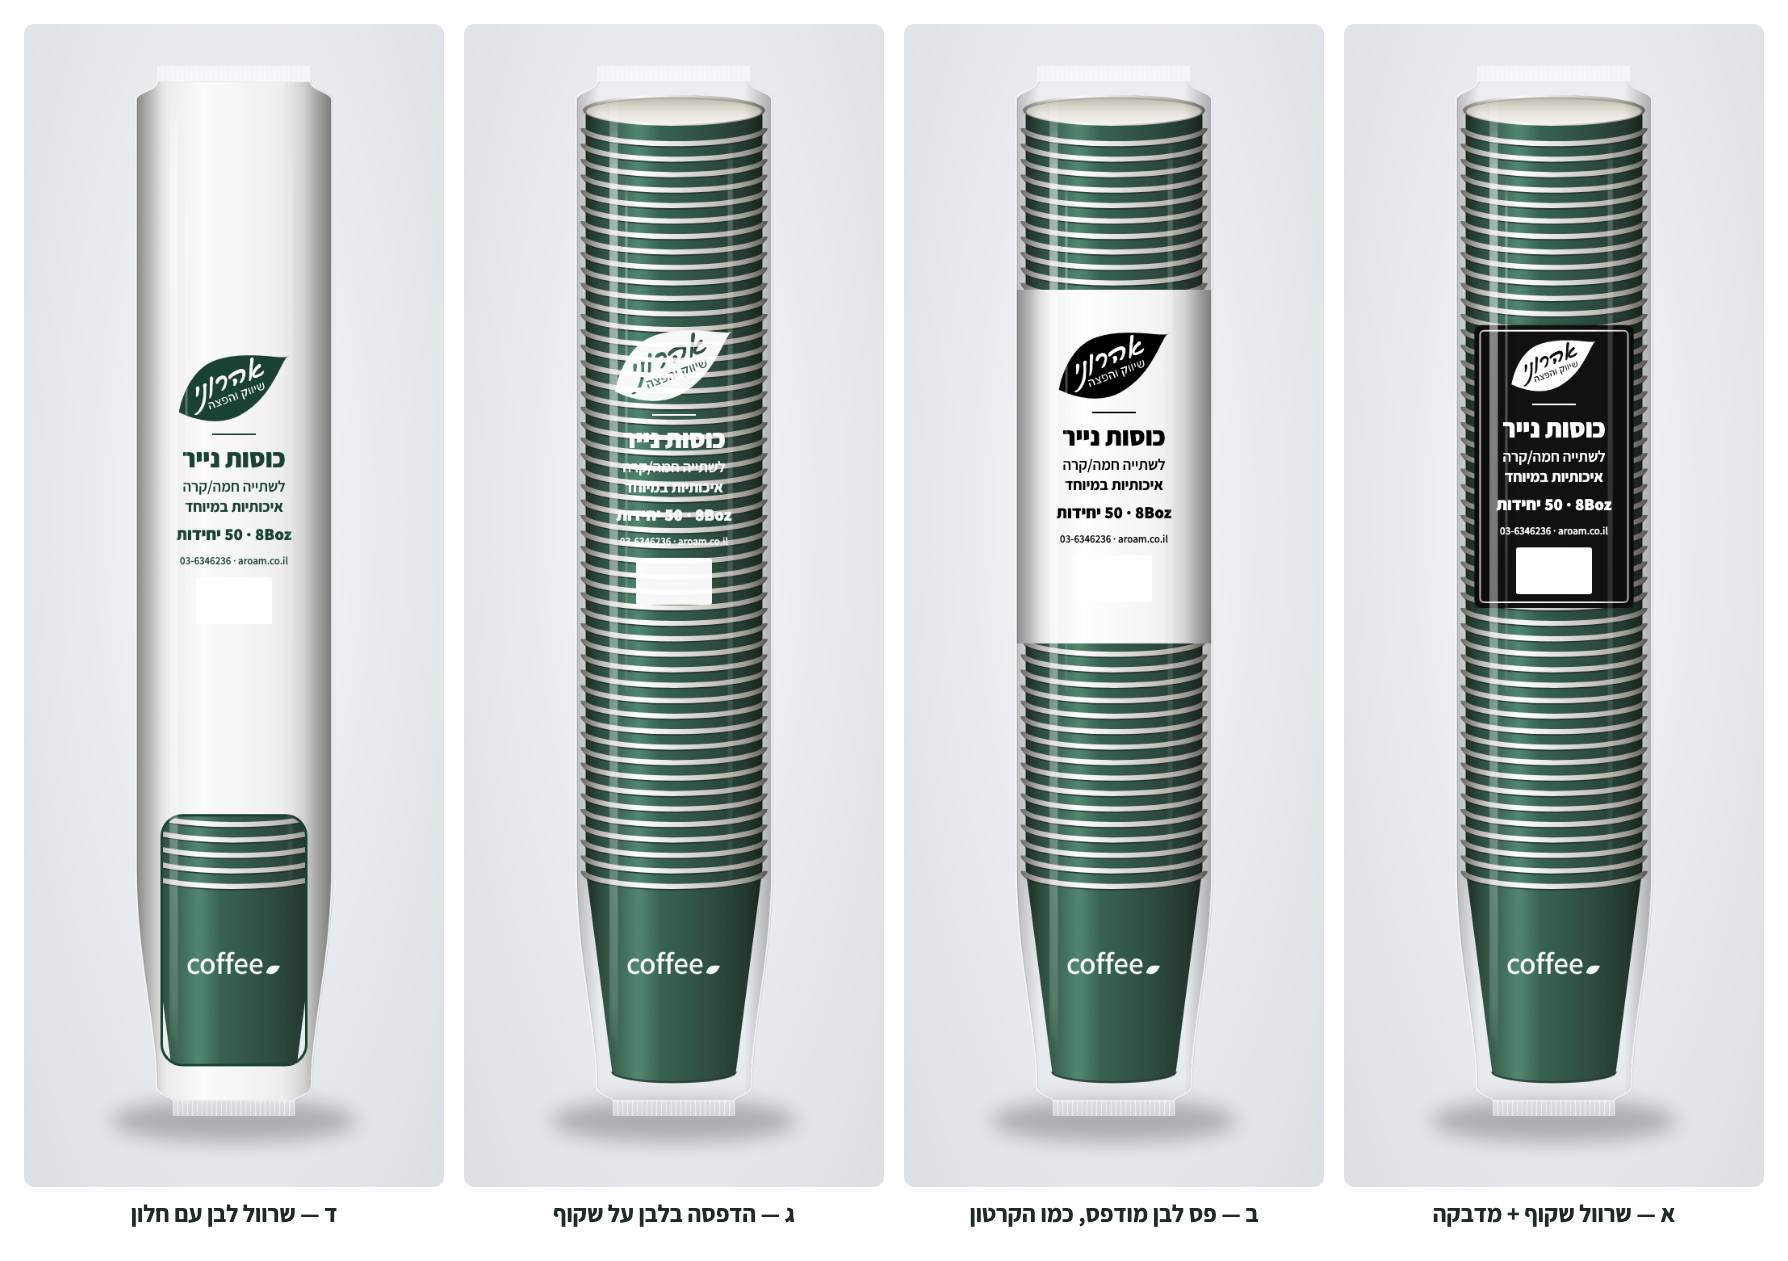 אהרוני
שיווק והפצה
כוסות נייר
לשתייה חמה/קרה
איכותיות במיוחד
8Boz · 50 יחידות
03-6346236 · aroam.co.il
coffee
א — שרוול שקוף + מדבקה
אהרוני
שיווק והפצה
כוסות נייר
לשתייה חמה/קרה
איכותיות במיוחד
8Boz · 50 יחידות
03-6346236 · aroam.co.il
coffee
ב — פס לבן מודפס, כמו הקרטון
אהרוני
שיווק והפצה
כוסות נייר
לשתייה חמה/קרה
איכותיות במיוחד
8Boz · 50 יחידות
03-6346236 · aroam.co.il
coffee
ג — הדפסה בלבן על שקוף
אהרוני
שיווק והפצה
כוסות נייר
לשתייה חמה/קרה
איכותיות במיוחד
8Boz · 50 יחידות
03-6346236 · aroam.co.il
coffee
ד — שרוול לבן עם חלון